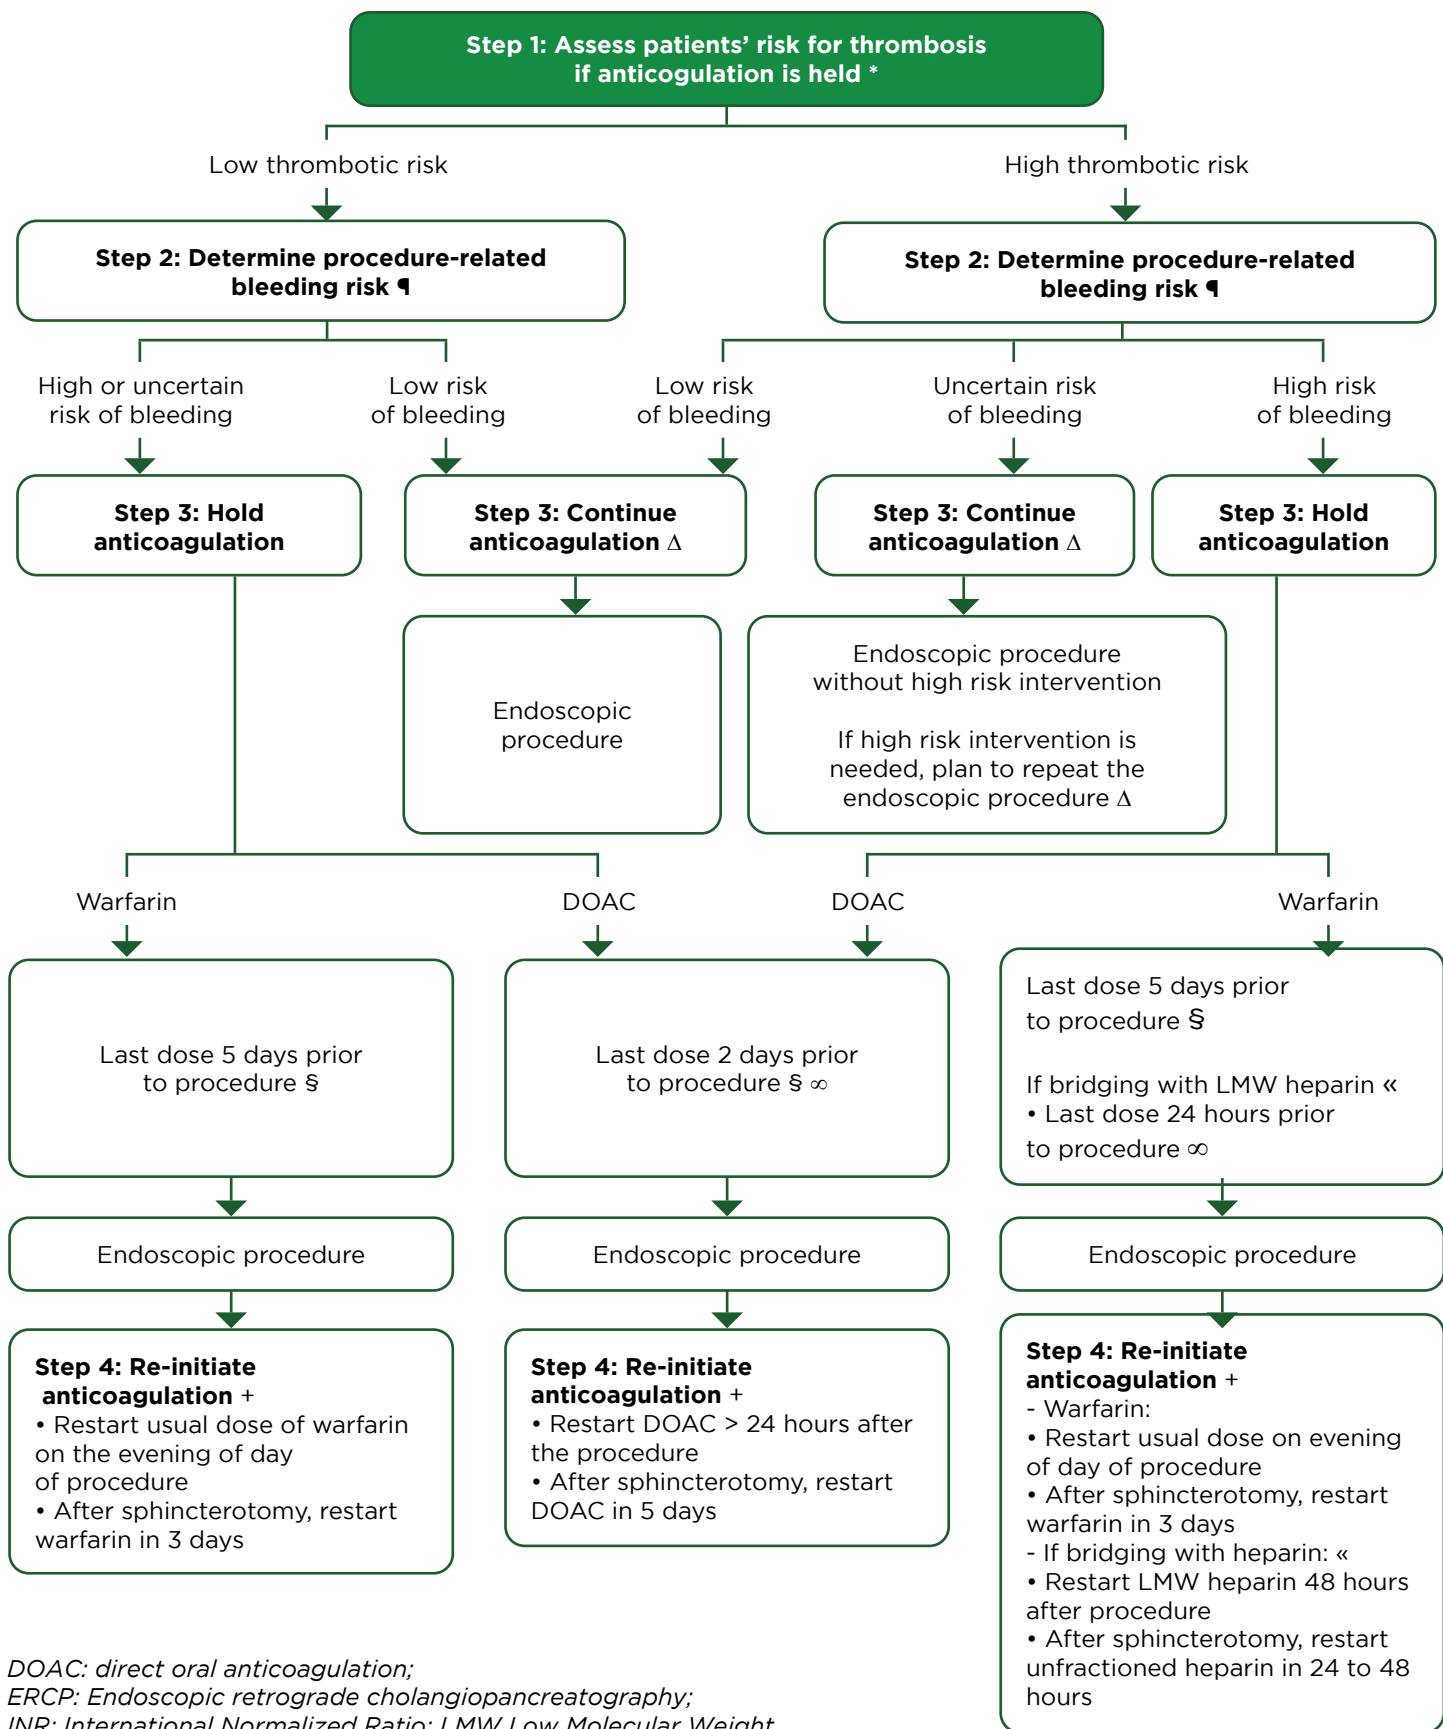 Step 1: Assess patients’ risk for thrombosis
if anticogulation is held *
Low thrombotic risk
High thrombotic risk
Step 2: Determine procedure-related
bleeding risk ¶
Step 2: Determine procedure-related
bleeding risk ¶
High or uncertain
risk of bleeding
Low risk
of bleeding
Low risk
of bleeding
Uncertain risk
of bleeding
High risk
of bleeding
Step 3: Hold
anticoagulation
Step 3: Continue
anticoagulation Δ
Step 3: Continue
anticoagulation Δ
Step 3: Hold
anticoagulation
Endoscopic
procedure
Endoscopic procedure
without high risk intervention
If high risk intervention is
needed, plan to repeat the
endoscopic procedure Δ
Warfarin
DOAC
DOAC
Warfarin
Last dose 5 days prior
to procedure §
Last dose 2 days prior
to procedure § ∞
Last dose 5 days prior
to procedure §
If bridging with LMW heparin «
• Last dose 24 hours prior
to procedure ∞
Endoscopic procedure
Endoscopic procedure
Endoscopic procedure
Step 4: Re-initiate
anticoagulation +
• Restart usual dose of warfarin
on the evening of day
of procedure
• After sphincterotomy, restart
warfarin in 3 days
Step 4: Re-initiate
anticoagulation +
• Restart DOAC > 24 hours after
the procedure
• After sphincterotomy, restart
DOAC in 5 days
Step 4: Re-initiate
anticoagulation +
- Warfarin:
• Restart usual dose on evening
of day of procedure
• After sphincterotomy, restart
warfarin in 3 days
- If bridging with heparin: «
• Restart LMW heparin 48 hours
after procedure
• After sphincterotomy, restart
unfractioned heparin in 24 to 48
hours
DOAC: direct oral anticoagulation;
ERCP: Endoscopic retrograde cholangiopancreatography;
INR: International Normalized Ratio; LMW Low Molecular Weight